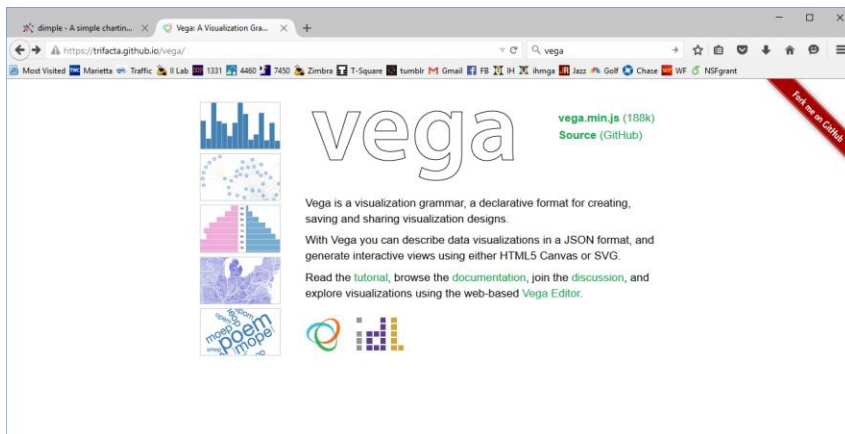 dimple - A simple chartin...
Vega: A Visualization Gra...
https://trifacta.github.io/vega/
vega
Most Visited Marietta Traffic II Lab 1331 4460 7450 Zimbra T-Square tumblr Gmail FB IH ihmga Jazz Golf Chase WF NSFgrant
Fork me on GitHub
vega
vega.min.js (188k)
Source (GitHub)
Vega is a visualization grammar, a declarative format for creating,
saving and sharing visualization designs.
With Vega you can describe data visualizations in a JSON format, and
generate interactive views using either HTML5 Canvas or SVG.
Read the tutorial, browse the documentation, join the discussion, and
explore visualizations using the web-based Vega Editor.
poem
mope
moep
idl